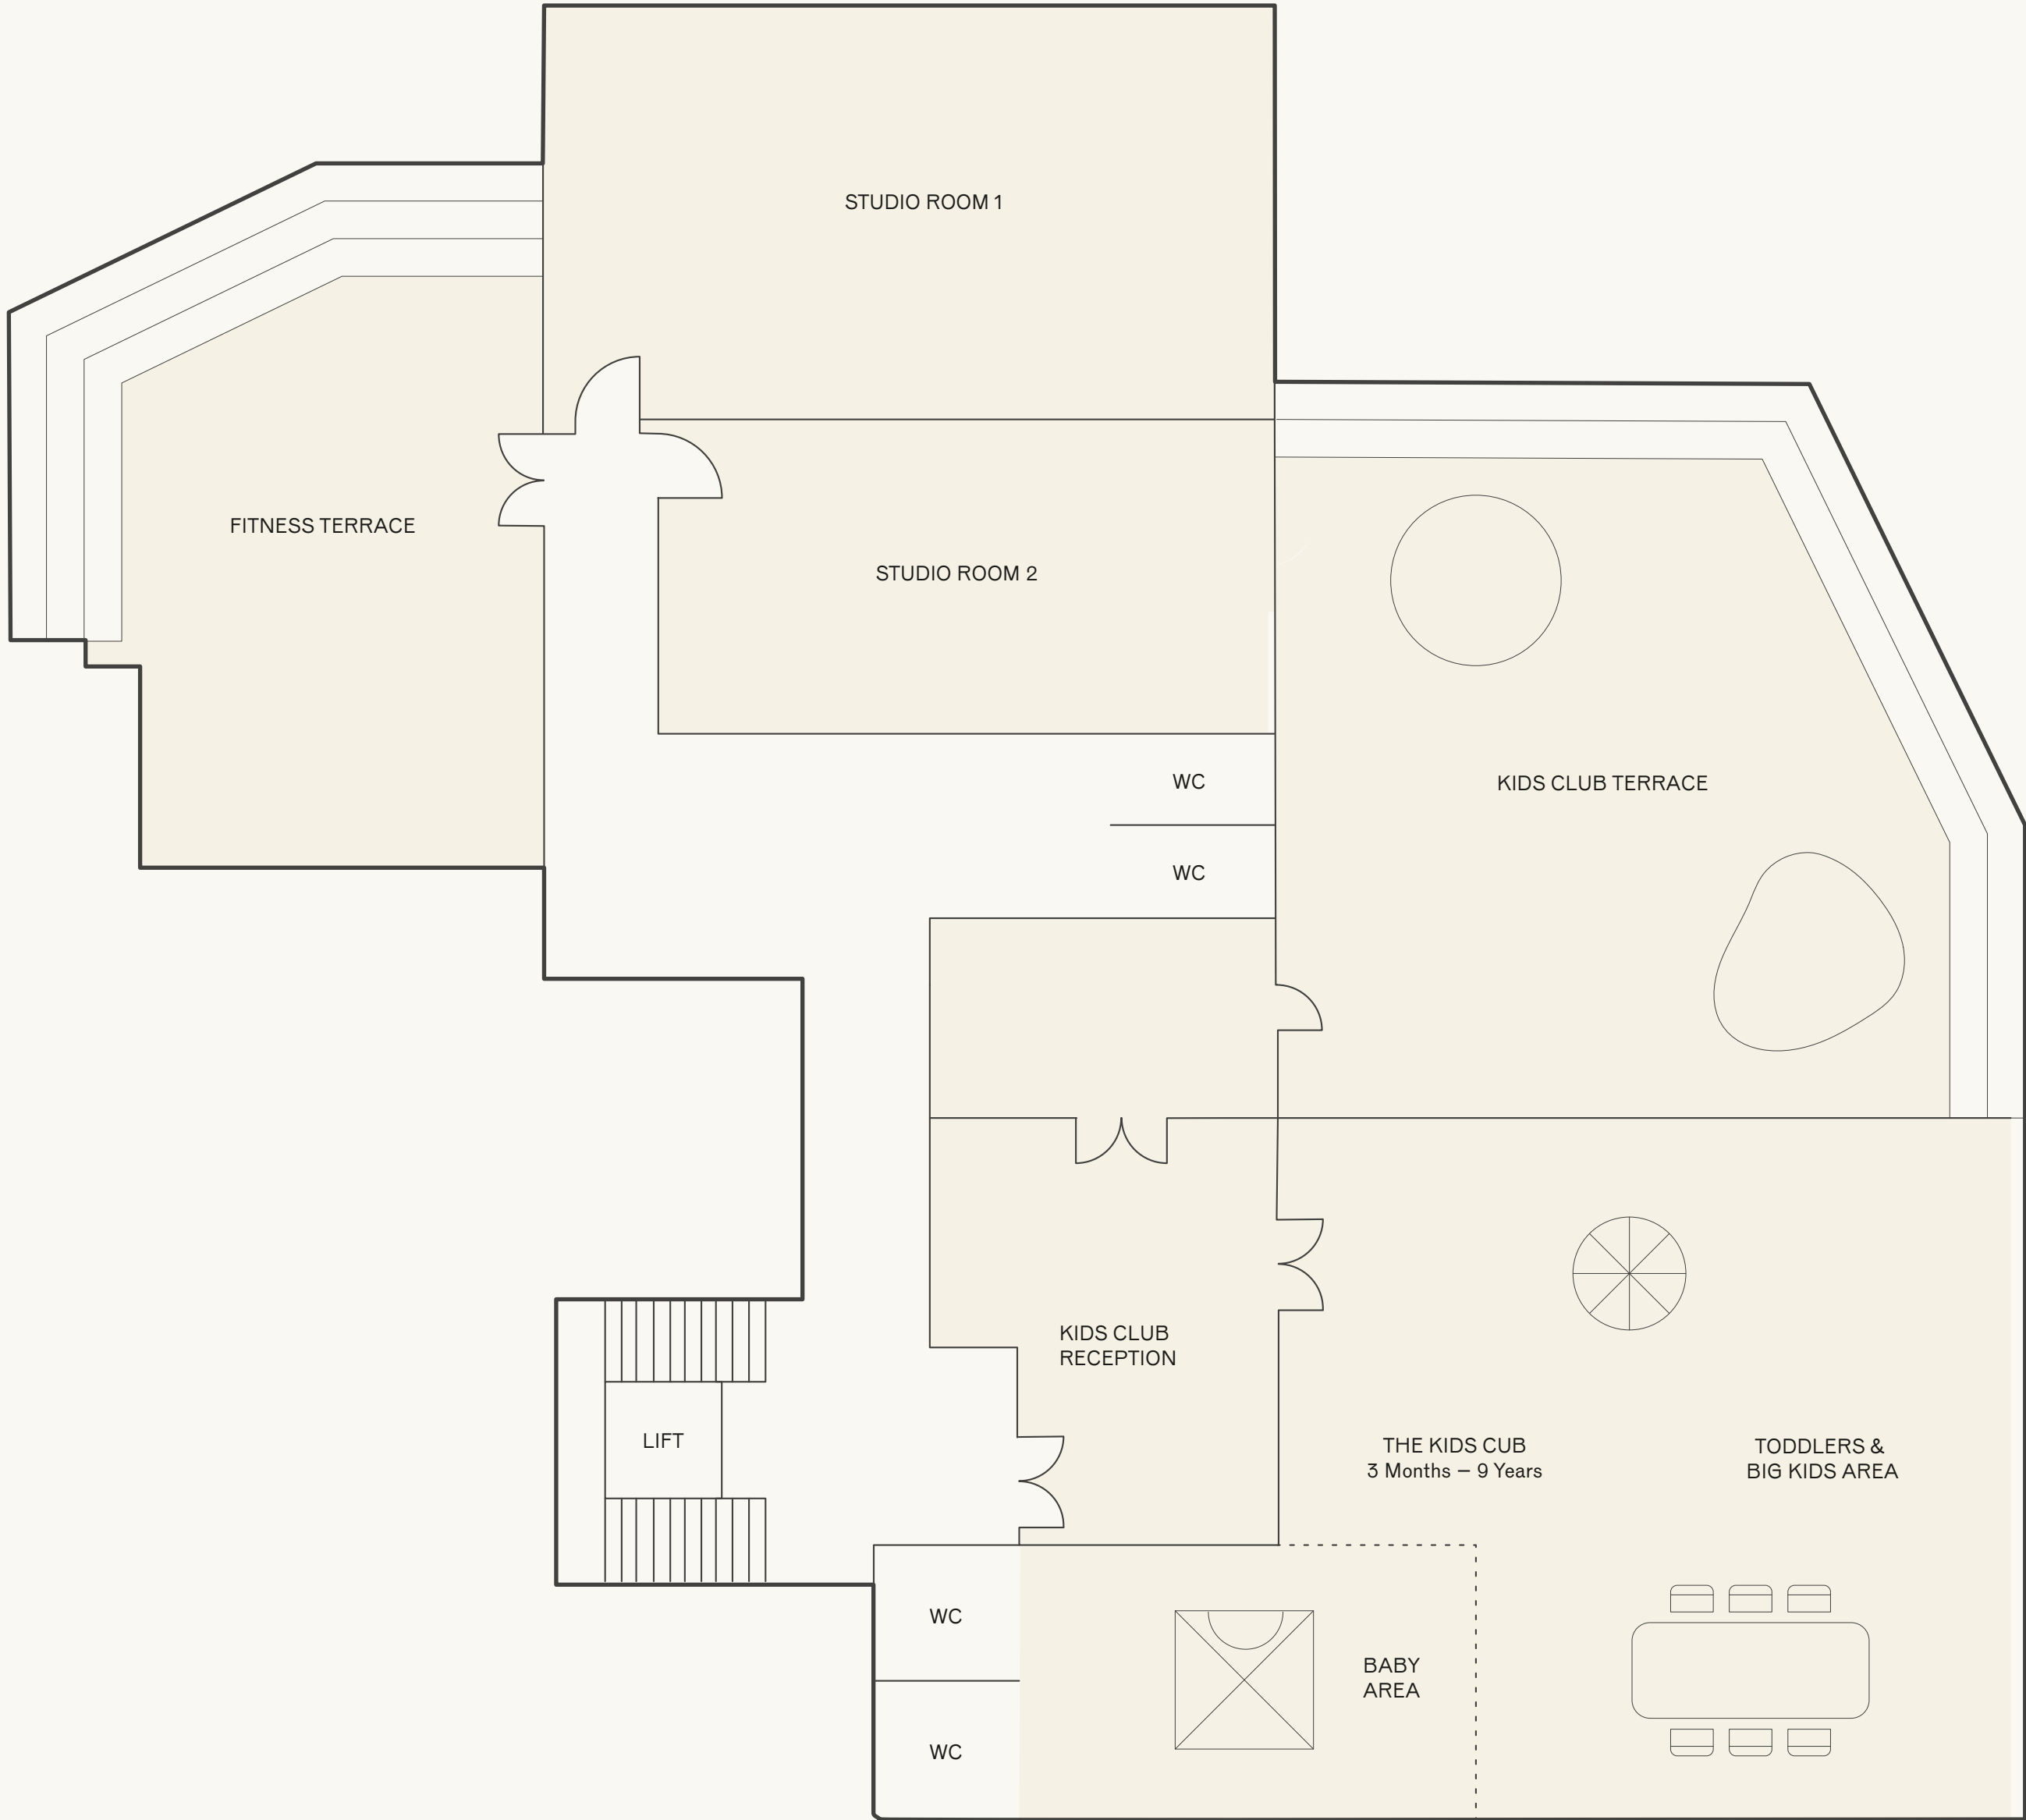 STUDIO ROOM 1
FITNESS TERRACE
STUDIO ROOM 2
WC
KIDS CLUB TERRACE
WC
KIDS CLUB
RECEPTION
LIFT
THE KIDS CUB
3 Months – 9 Years
TODDLERS &
BIG KIDS AREA
WC
BABY
AREA
WC